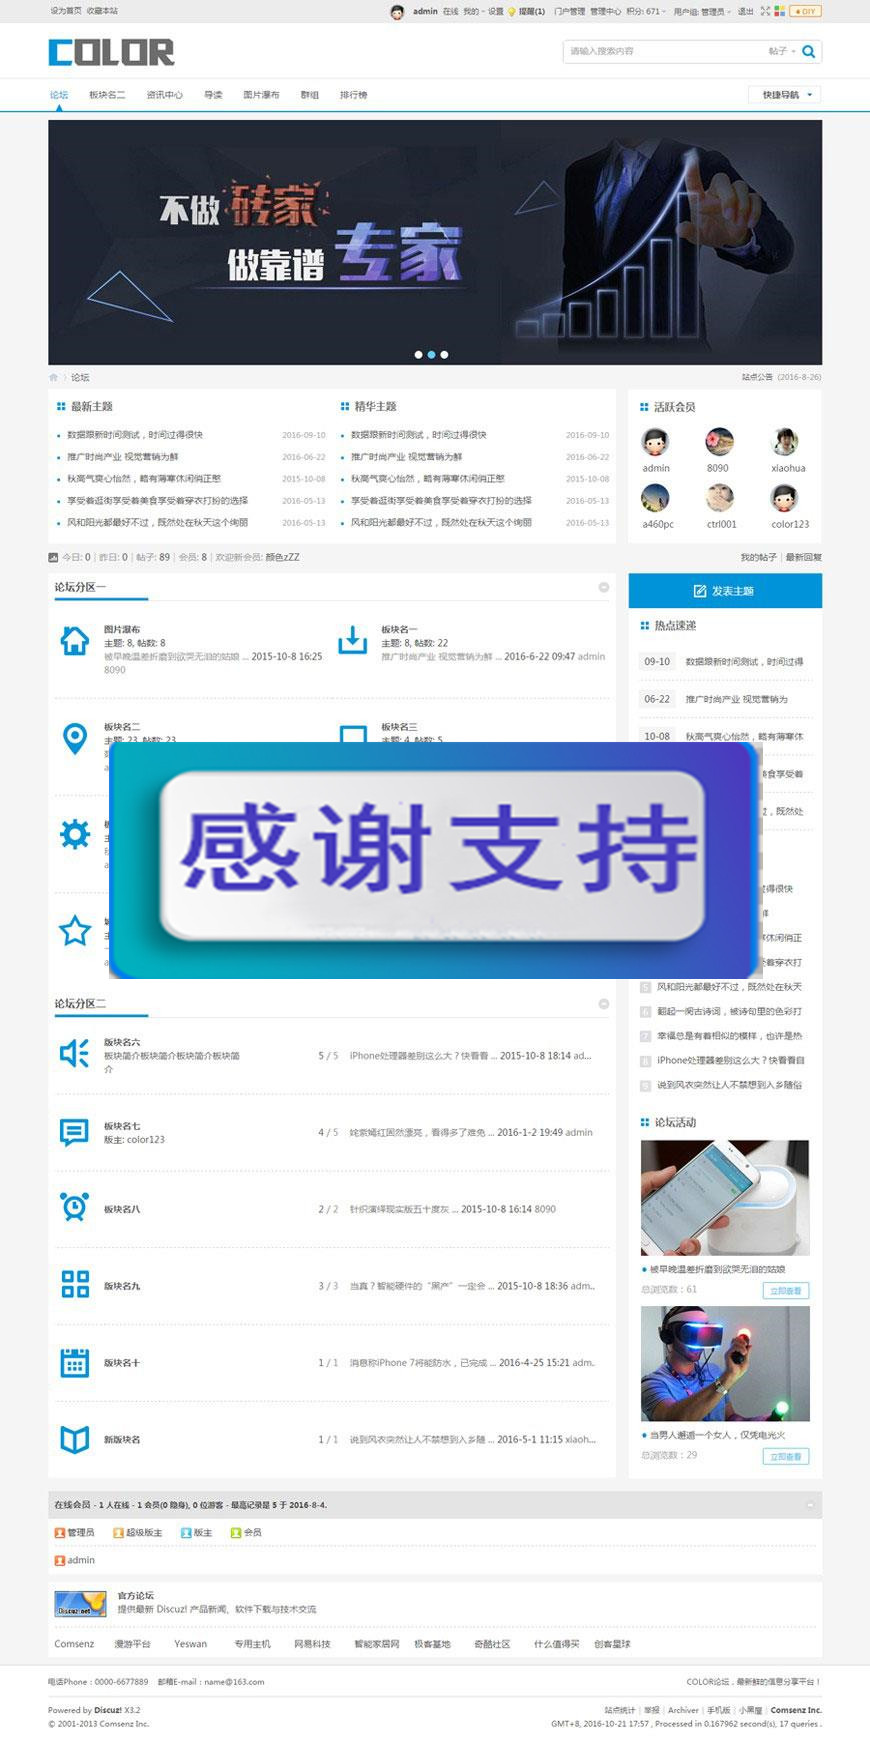 设为首页 收藏本站
admin 在线 我的 设置 提醒(1) 门户管理 管理中心 积分: 671 用户组: 管理员 退出 DIY
COLOR
请输入搜索内容 帖子
论坛 板块名二 资讯中心 导读 图片瀑布 群组 排行榜 快捷导航
不做 砖家
做靠谱 专家
论坛 站点公告 (2016-8-26)
最新主题
数据跟新时间测试，时间过得很快 2016-09-10
推广时尚产业 视觉营销为鲜 2016-06-22
秋高气爽心怡然，略有薄寒休闲俏正憨 2015-10-08
享受着逛街享受着美食享受着穿衣打扮的选择 2016-05-13
风和阳光都最好不过，既然处在秋天这个绚丽 2016-05-13
精华主题
数据跟新时间测试，时间过得很快 2016-09-10
推广时尚产业 视觉营销为鲜 2016-06-22
秋高气爽心怡然，略有薄寒休闲俏正憨 2015-10-08
享受着逛街享受着美食享受着穿衣打扮的选择 2016-05-13
风和阳光都最好不过，既然处在秋天这个绚丽 2016-05-13
活跃会员
admin 8090 xiaohua
a460pc ctrl001 color123
今日: 0 | 昨日: 0 | 帖子: 89 | 会员: 8 | 欢迎新会员: 颜色zZZ
我的帖子 | 最新回复
论坛分区一
图片瀑布
主题: 8, 帖数: 8
被早晚温差折磨到欲哭无泪的姑娘 ... 2015-10-8 16:25
8090
板块名一
主题: 8, 帖数: 22
推广时尚产业 视觉营销为鲜 ... 2016-6-22 09:47 admin
板块名二
主题: 23, 帖数: 23
板块名三
主题: 4, 帖数: 5
感谢支持
发表主题
热点速递
09-10 数据跟新时间测试，时间过得
06-22 推广时尚产业 视觉营销为
10-08 秋高气爽心怡然，略有薄寒休
美食享受着
，既然处
得很快
休闲俏正
着穿衣打
5 风和阳光都最好不过，既然处在秋天
6 翻起一阕古诗词，被诗句里的色彩打
7 幸福总是有着相似的模样，也许是热
8 iPhone处理器差别这么大？快看看自
9 说到风衣突然让人不禁想到入乡随俗
论坛分区二
版块名六
板块简介板块简介板块简介板块简
介
5 / 5 iPhone处理器差别这么大？快看看 ... 2015-10-8 18:14 ad...
板块名七
版主: color123
4 / 5 姹紫嫣红固然漂亮，看得多了难免 ... 2016-1-2 19:49 admin
板块名八
2 / 2 针织演绎现实版五十度灰 ... 2015-10-8 16:14 8090
版块名九
3 / 3 当真？智能硬件的“黑产”一定会 ... 2015-10-8 18:36 adm..
版块名十
1 / 1 消息称iPhone 7将能防水，已完成 ... 2016-4-25 15:21 adm.
新版块名
1 / 1 说到风衣突然让人不禁想到入乡随 ... 2016-5-1 11:15 xiaoh...
论坛活动
被早晚温差折磨到欲哭无泪的姑娘
总浏览数：61 立即查看
当男人邂逅一个女人，仅凭电光火
总浏览数：29 立即查看
在线会员 - 1 人在线 - 1 会员(0 隐身), 0 位游客 - 最高记录是 5 于 2016-8-4.
管理员 超级版主 版主 会员
admin
Discuz!.net
官方论坛
提供最新 Discuz! 产品新闻、软件下载与技术交流
Comsenz 漫游平台 Yeswan 专用主机 网易科技 智能家居网 极客基地 奇酷社区 什么值得买 创客星球
电话Phone：0000-6677889 邮箱E-mail：name@163.com
COLOR论坛，最新鲜的信息分享平台！
Powered by Discuz! X3.2
© 2001-2013 Comsenz Inc.
站点统计 | 举报 | Archiver | 手机版 | 小黑屋 | Comsenz Inc.
GMT+8, 2016-10-21 17:57 , Processed in 0.167962 second(s), 17 queries .